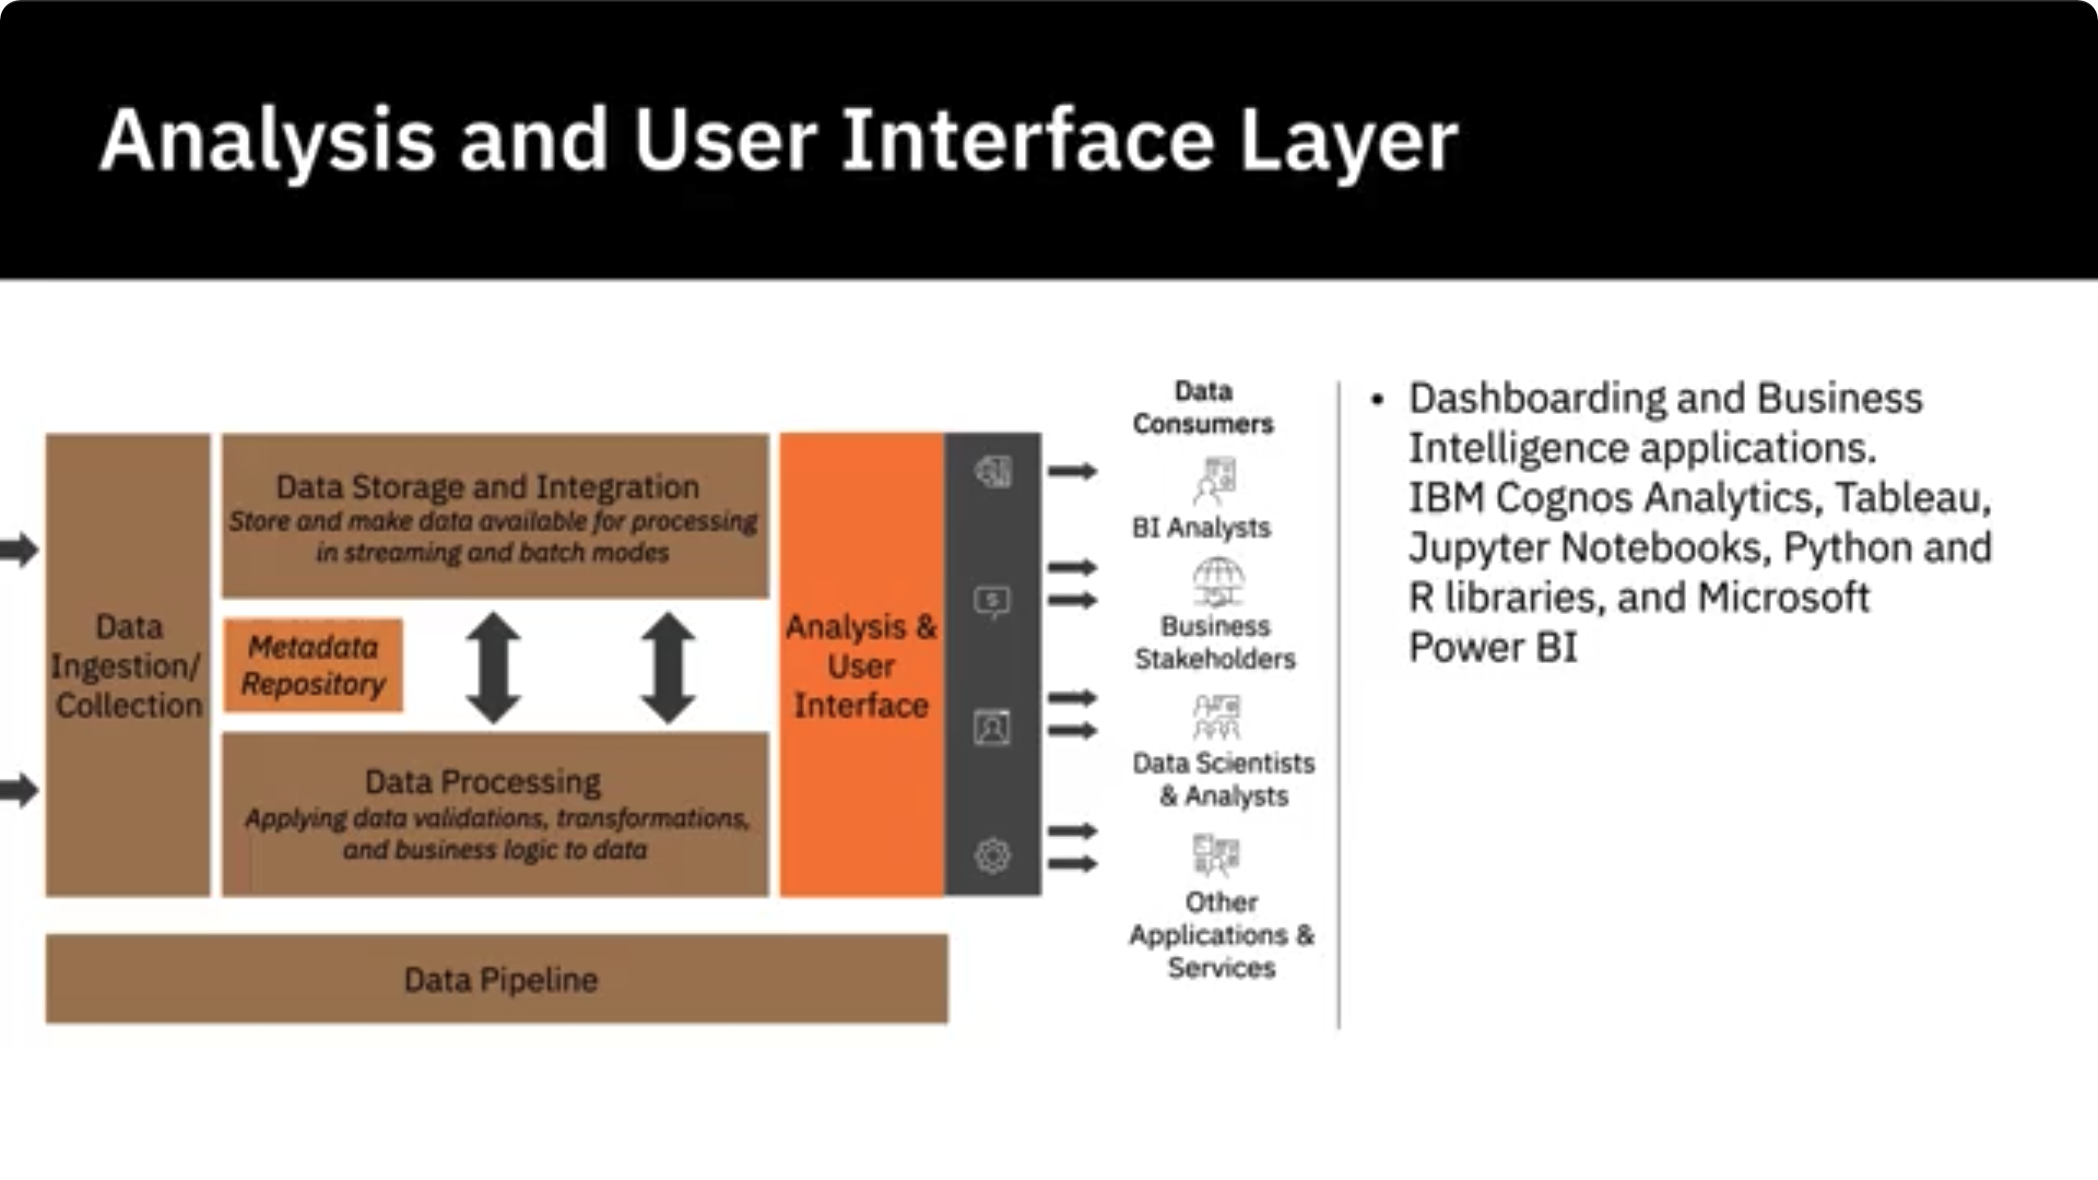 Analysis and User Interface Layer
Data
Ingestion/
Collection
Data Storage and Integration
Store and make data available for processing
in streaming and batch modes
Metadata
Repository
Data Processing
Applying data validations, transformations,
and business logic to data
Analysis &
User
Interface
Data Pipeline
$
Data
Consumers
BI Analysts
Business
Stakeholders
Data Scientists
& Analysts
Other
Applications &
Services
• Dashboarding and Business
Intelligence applications.
IBM Cognos Analytics, Tableau,
Jupyter Notebooks, Python and
R libraries, and Microsoft
Power BI